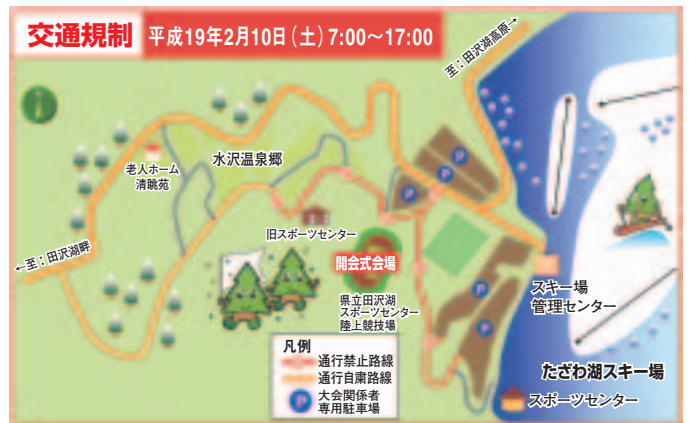 交通規制 平成19年2月10日（土）7:00〜17:00
至：田沢湖高原→
水沢温泉郷
老人ホーム
清眺苑
旧スポーツセンター
←至：田沢湖畔
開会式会場
県立田沢湖
スポーツセンター
陸上競技場
スキー場
管理センター
たざわ湖スキー場
スポーツセンター
凡例
通行禁止路線
通行自粛路線
P 大会関係者
専用駐車場
P
P
P
P
P